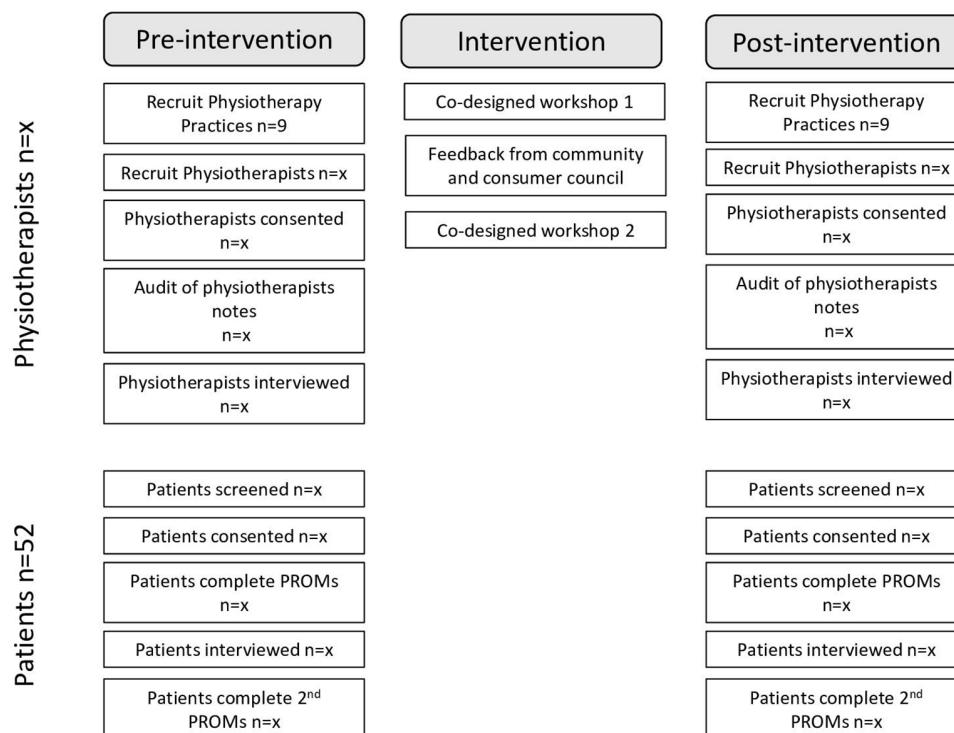 Pre-intervention
Intervention
Post-intervention
Physiotherapists n=x
Recruit Physiotherapy
Practices n=9
Recruit Physiotherapists n=x
Physiotherapists consented
n=x
Audit of physiotherapists
notes
n=x
Physiotherapists interviewed
n=x
Co-designed workshop 1
Feedback from community
and consumer council
Co-designed workshop 2
Recruit Physiotherapy
Practices n=9
Recruit Physiotherapists n=x
Physiotherapists consented
n=x
Audit of physiotherapists
notes
n=x
Physiotherapists interviewed
n=x
Patients n=52
Patients screened n=x
Patients consented n=x
Patients complete PROMs
n=x
Patients interviewed n=x
Patients complete 2nd
PROMs n=x
Patients screened n=x
Patients consented n=x
Patients complete PROMs
n=x
Patients interviewed n=x
Patients complete 2nd
PROMs n=x